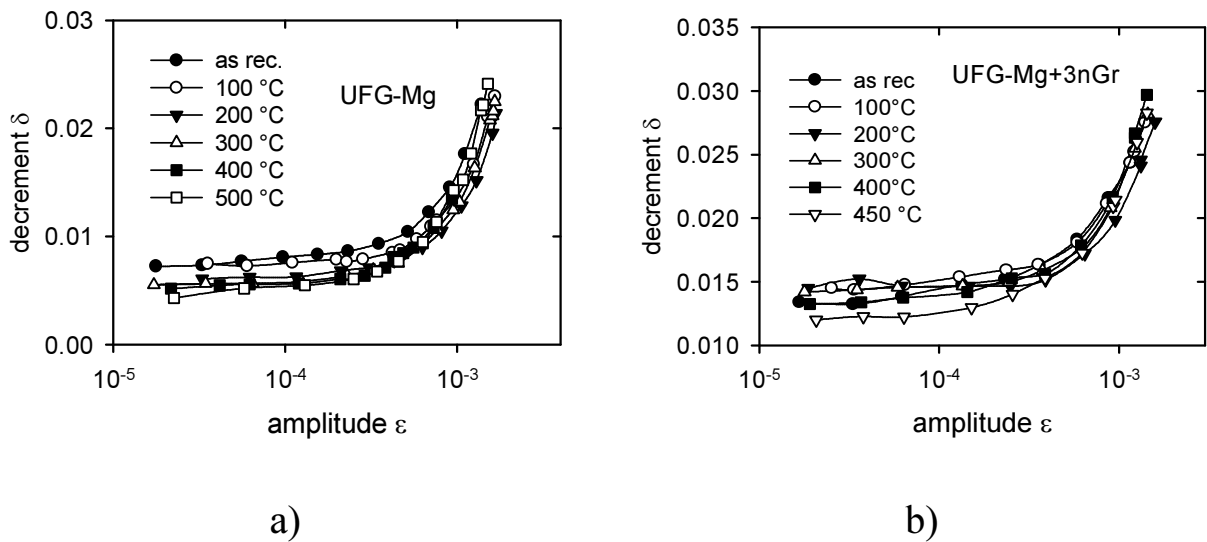 0.03
0.02
0.01
0.00
decrement δ
as rec.
100 °C
200 °C
300 °C
400 °C
500 °C
UFG-Mg
10-5
10-4
10-3
amplitude ε
a)
0.035
0.030
0.025
0.020
0.015
0.010
decrement δ
as rec
100°C
200°C
300°C
400°C
450 °C
UFG-Mg+3nGr
10-5
10-4
10-3
amplitude ε
b)